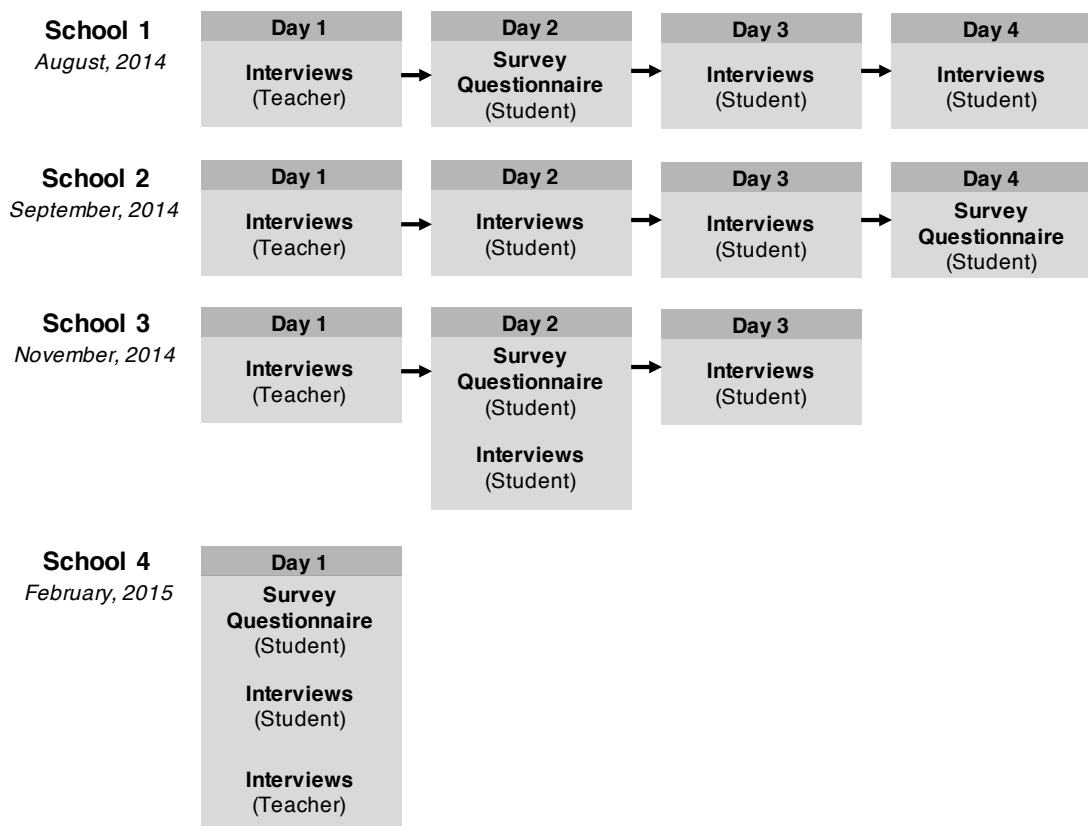 School 1
August, 2014
Day 1
Interviews
(Teacher)
Day 2
Survey
Questionnaire
(Student)
Day 3
Interviews
(Student)
Day 4
Interviews
(Student)
School 2
September, 2014
Day 1
Interviews
(Teacher)
Day 2
Interviews
(Student)
Day 3
Interviews
(Student)
Day 4
Survey
Questionnaire
(Student)
School 3
November, 2014
Day 1
Interviews
(Teacher)
Day 2
Survey
Questionnaire
(Student)
Interviews
(Student)
Day 3
Interviews
(Student)
School 4
February, 2015
Day 1
Survey
Questionnaire
(Student)
Interviews
(Student)
Interviews
(Teacher)